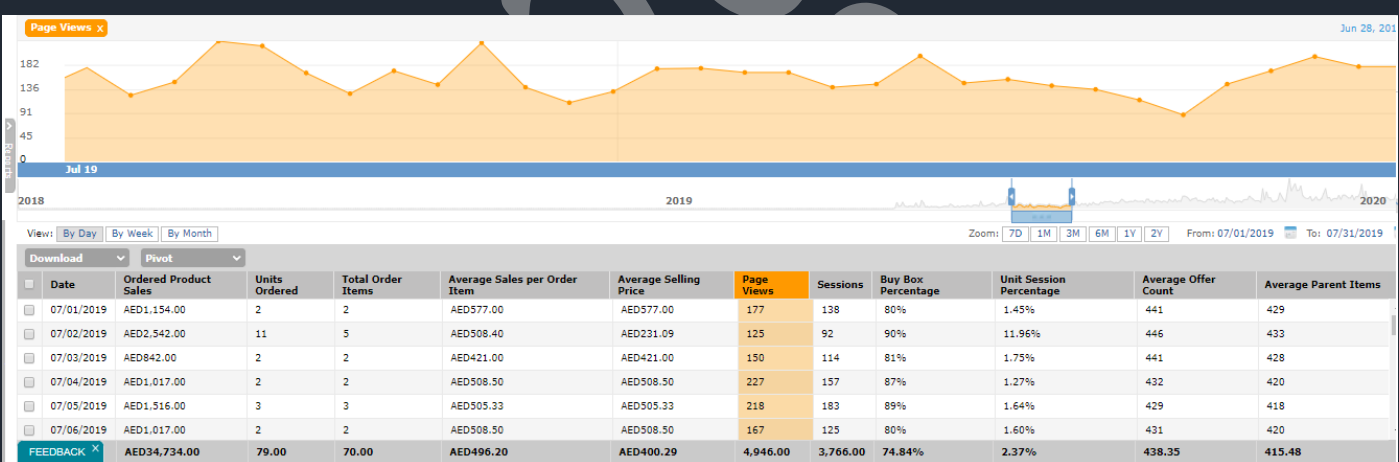 Page Views x
Jun 28, 201
182
136
91
45
0
Jul 19
2018 2019 2020
View: By Day By Week By Month Zoom: 7D 1M 3M 6M 1Y 2Y From: 07/01/2019 To: 07/31/2019
Download Pivot
Date Ordered Product Sales Units Ordered Total Order Items Average Sales per Order Item Average Selling Price Page Views Sessions Buy Box Percentage Unit Session Percentage Average Offer Count Average Parent Items
07/01/2019 AED1,154.00 2 2 AED577.00 AED577.00 177 138 80% 1.45% 441 429
07/02/2019 AED2,542.00 11 5 AED508.40 AED231.09 125 92 90% 11.96% 446 433
07/03/2019 AED842.00 2 2 AED421.00 AED421.00 150 114 81% 1.75% 441 428
07/04/2019 AED1,017.00 2 2 AED508.50 AED508.50 227 157 87% 1.27% 432 420
07/05/2019 AED1,516.00 3 3 AED505.33 AED505.33 218 183 89% 1.64% 429 418
07/06/2019 AED1,017.00 2 2 AED508.50 AED508.50 167 125 80% 1.60% 431 420
FEEDBACK X AED34,734.00 79.00 70.00 AED496.20 AED400.29 4,946.00 3,766.00 74.84% 2.37% 438.35 415.48